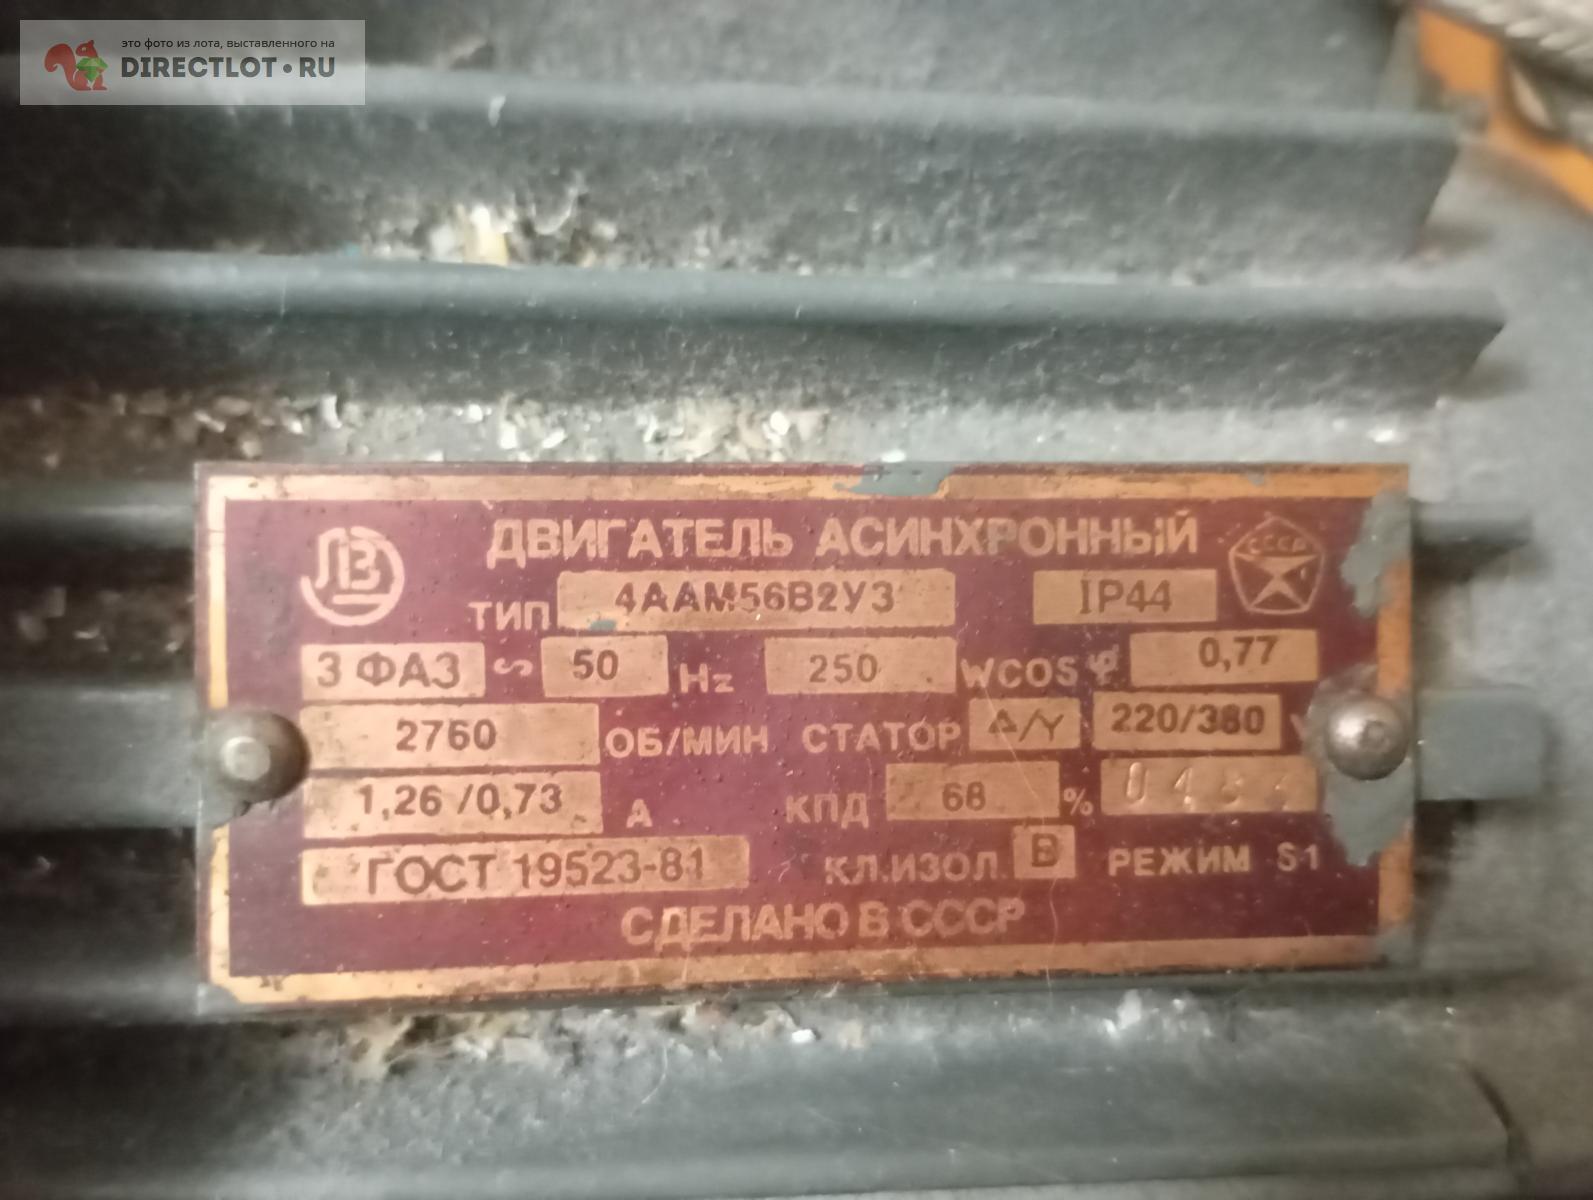 это фото из лота, выставленного на
DIRECTLOT•RU
ЛВЗ
ДВИГАТЕЛЬ АСИНХРОННЫЙ
ТИП 4ААМ56В2У3 IP44 СССР
3 ФАЗ ∽ 50 Hz 250 W COS φ 0,77
2760 ОБ/МИН СТАТОР Δ/Y 220/380 V
1,26 /0,73 А КПД 68 %
ГОСТ 19523-81 КЛ.ИЗОЛ. В РЕЖИМ S1
СДЕЛАНО В СССР